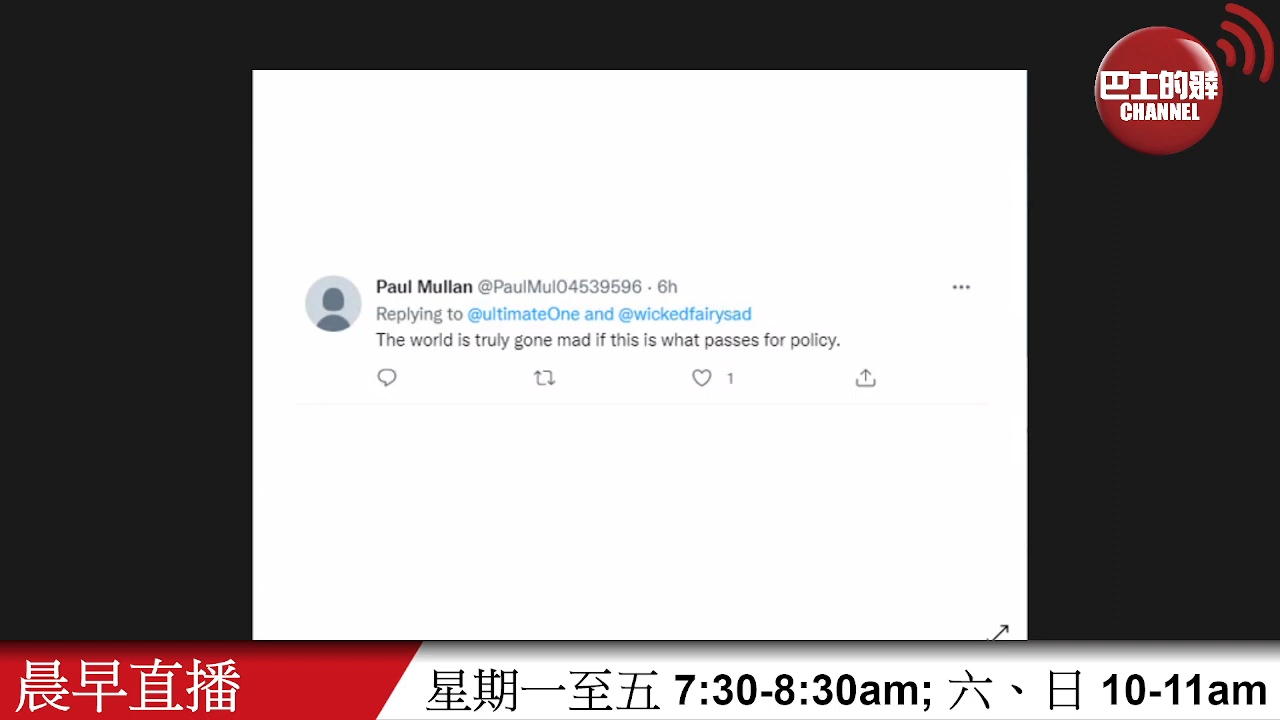 巴士的報
CHANNEL
Paul Mullan @PaulMul04539596 · 6h
Replying to @ultimateOne and @wickedfairysad
The world is truly gone mad if this is what passes for policy.
1
晨早直播
星期一至五 7:30-8:30am; 六、日 10-11am